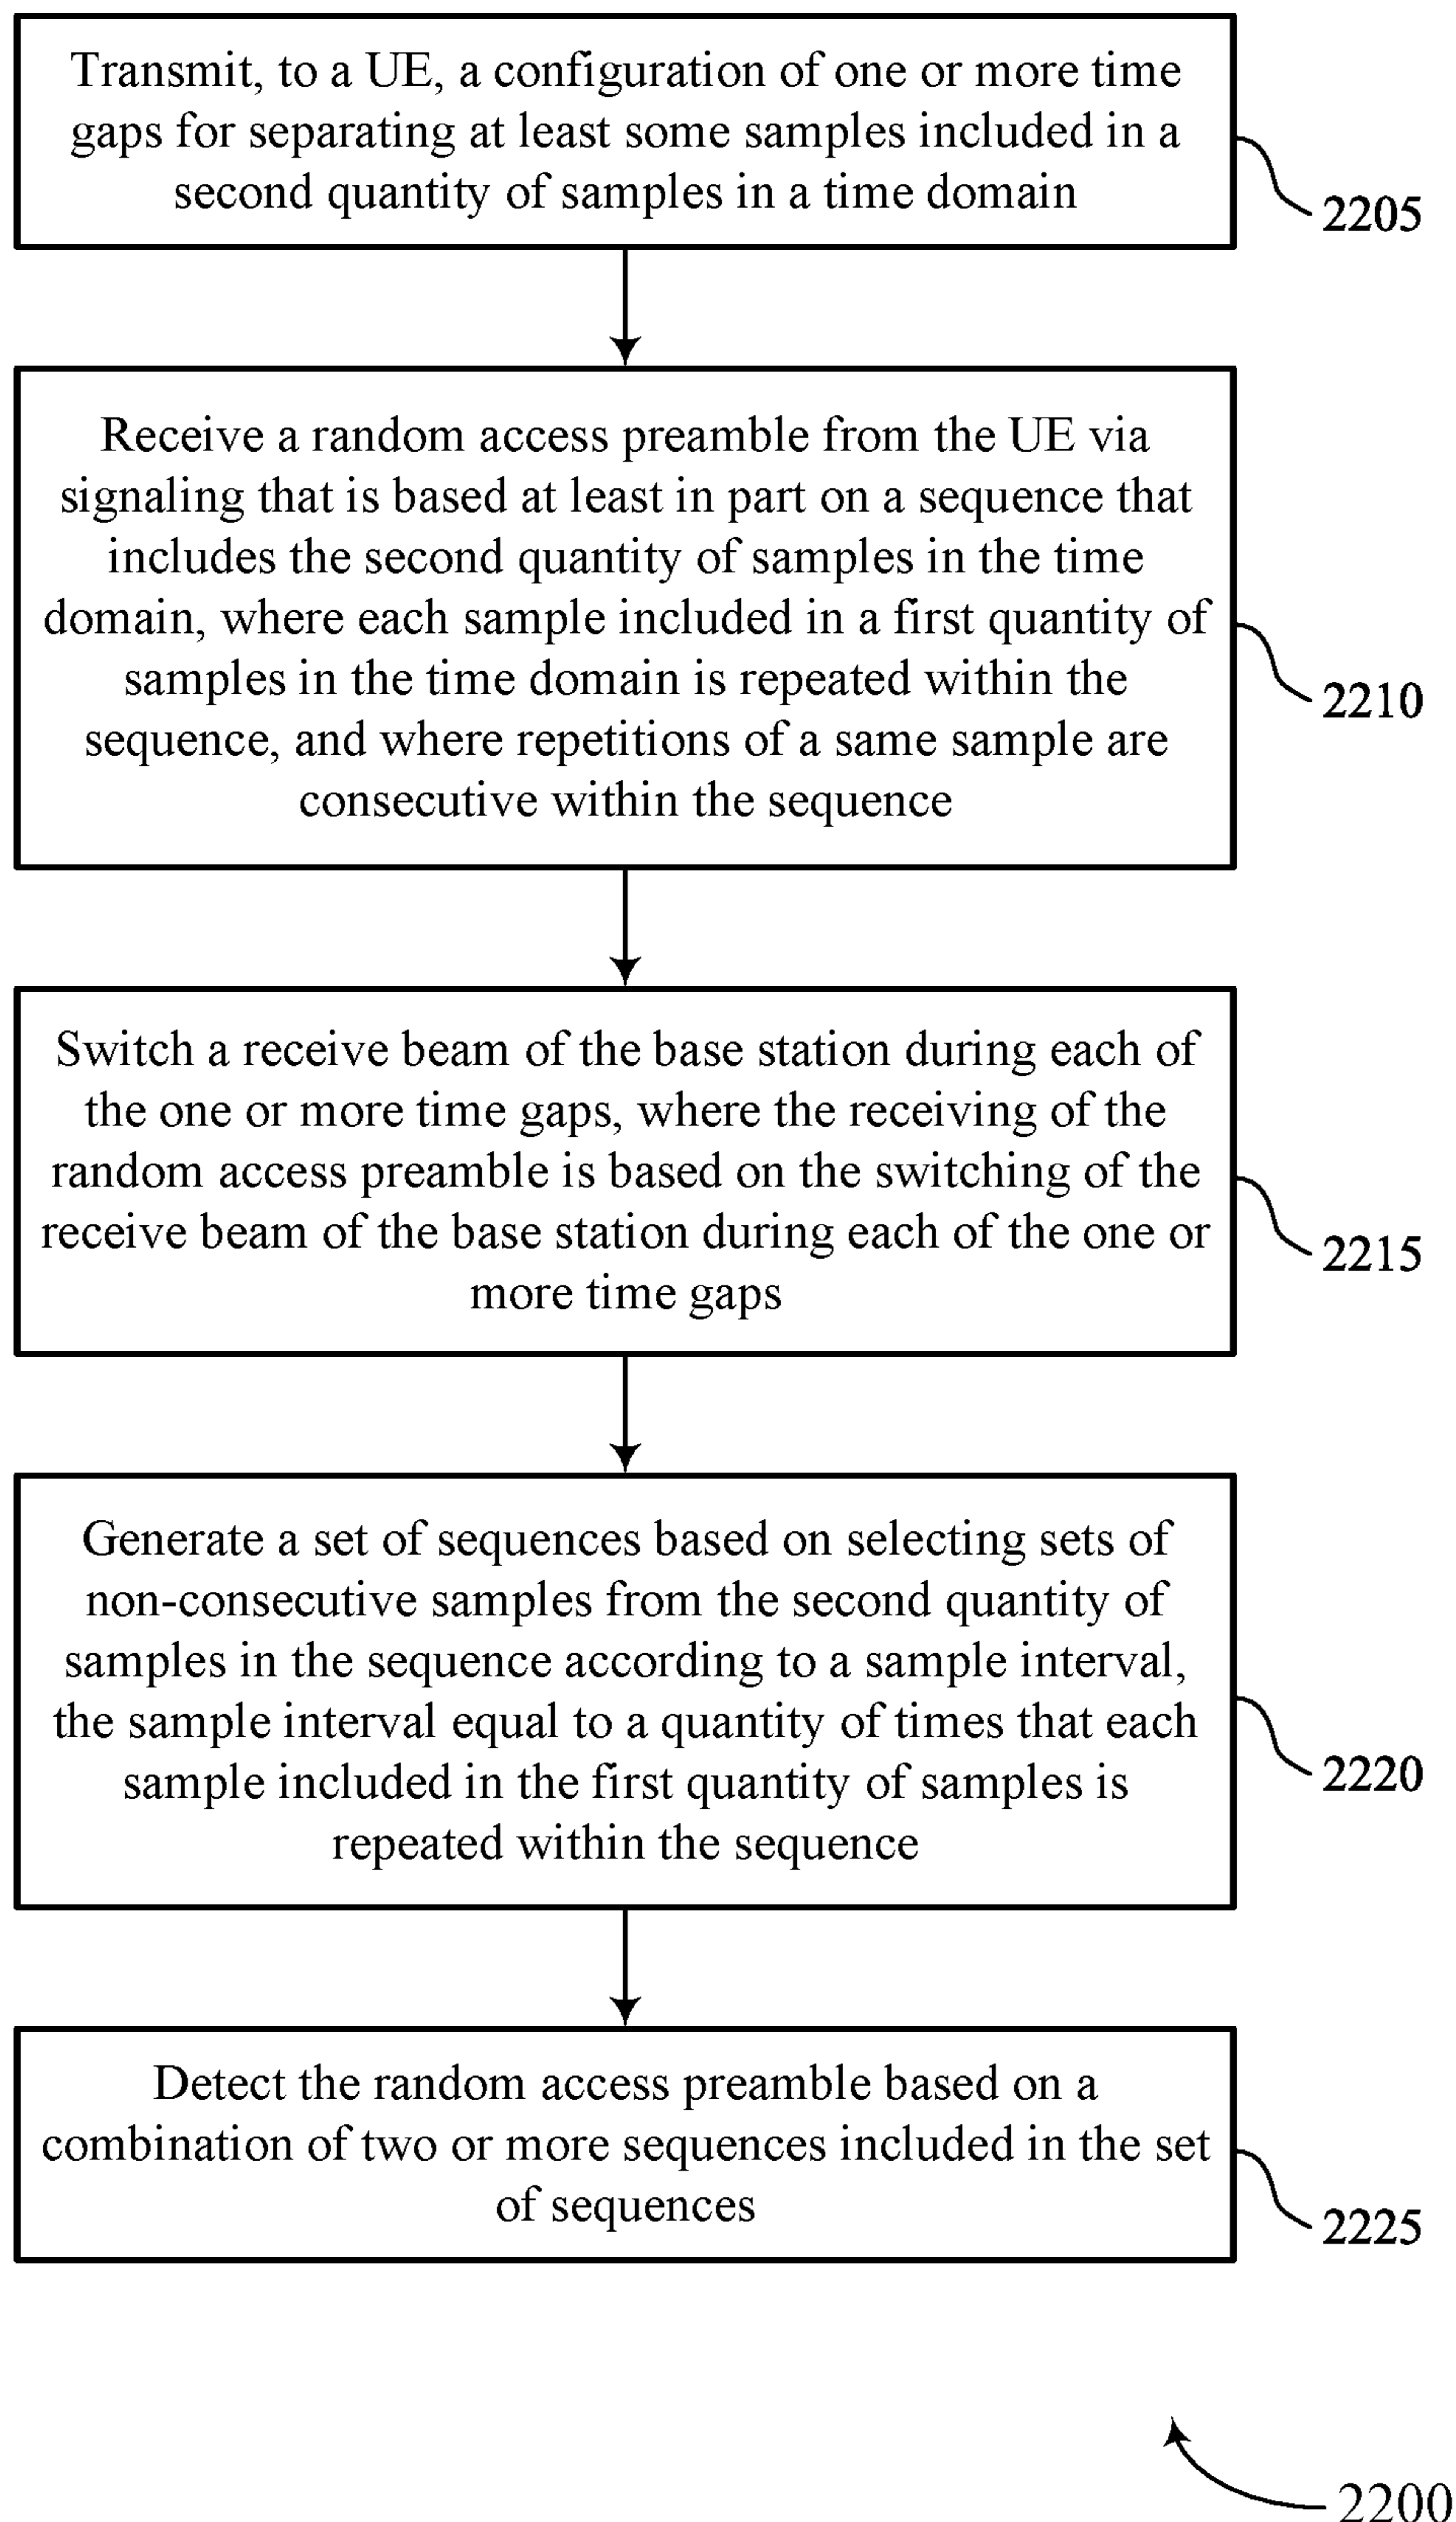 Transmit, to a UE, a configuration of one or more time
gaps for separating at least some samples included in a
second quantity of samples in a time domain
2205
Receive a random access preamble from the UE via
signaling that is based at least in part on a sequence that
includes the second quantity of samples in the time
domain, where each sample included in a first quantity of
samples in the time domain is repeated within the
sequence, and where repetitions of a same sample are
consecutive within the sequence
2210
Switch a receive beam of the base station during each of
the one or more time gaps, where the receiving of the
random access preamble is based on the switching of the
receive beam of the base station during each of the one or
more time gaps
2215
Generate a set of sequences based on selecting sets of
non-consecutive samples from the second quantity of
samples in the sequence according to a sample interval,
the sample interval equal to a quantity of times that each
sample included in the first quantity of samples is
repeated within the sequence
2220
Detect the random access preamble based on a
combination of two or more sequences included in the set
of sequences
2225
2200